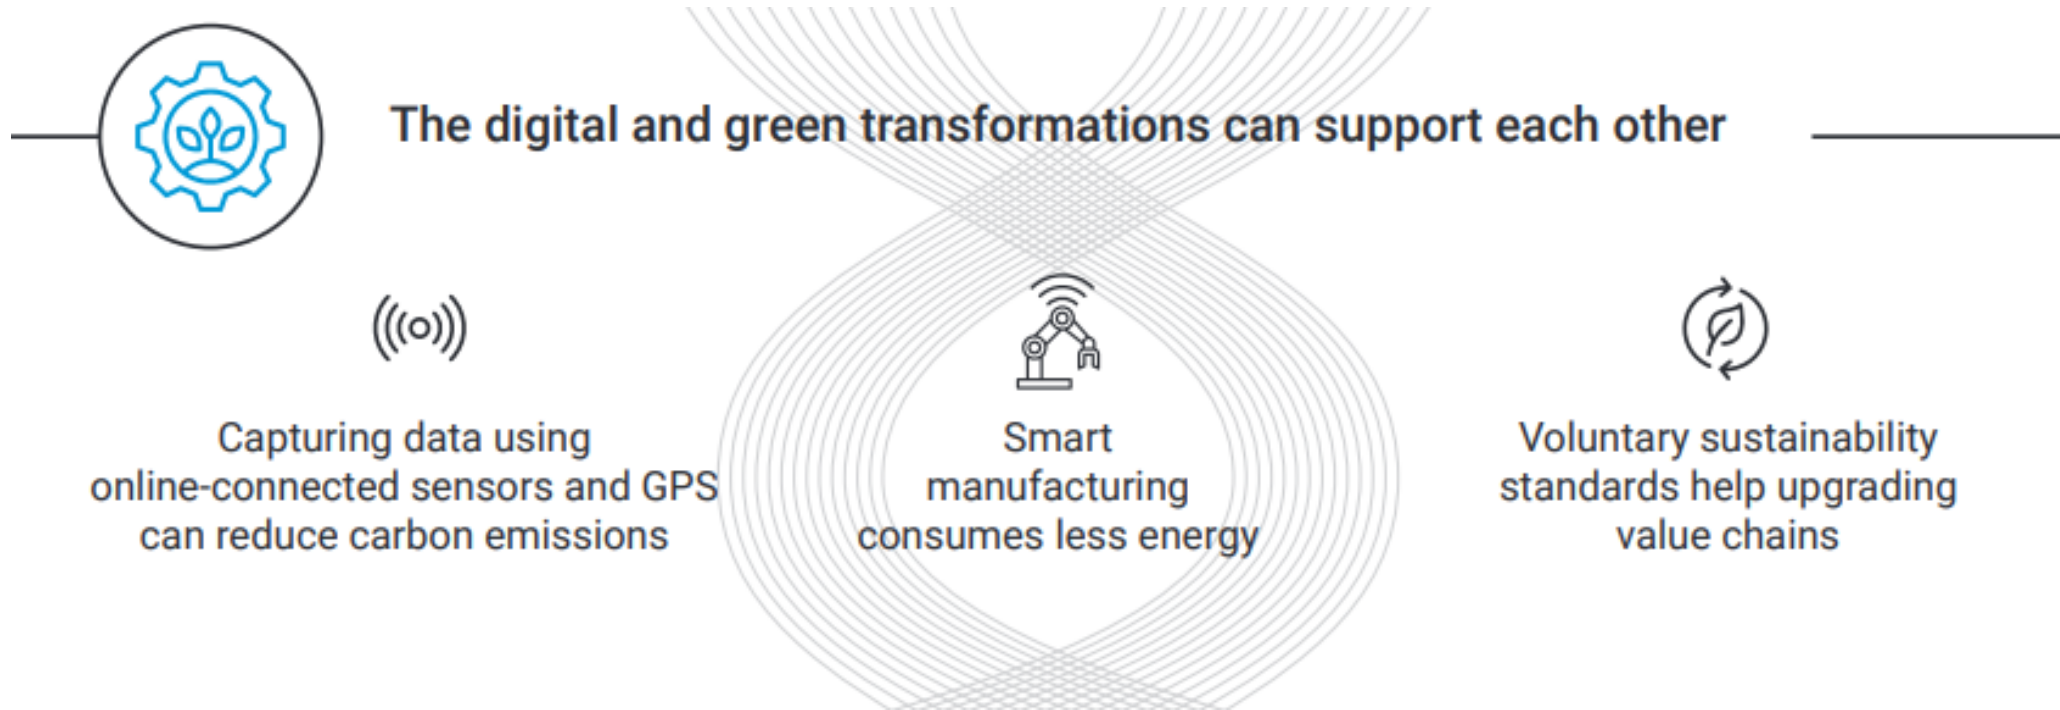 The digital and green transformations can support each other
Capturing data using
online-connected sensors and GPS
can reduce carbon emissions
Smart
manufacturing
consumes less energy
Voluntary sustainability
standards help upgrading
value chains